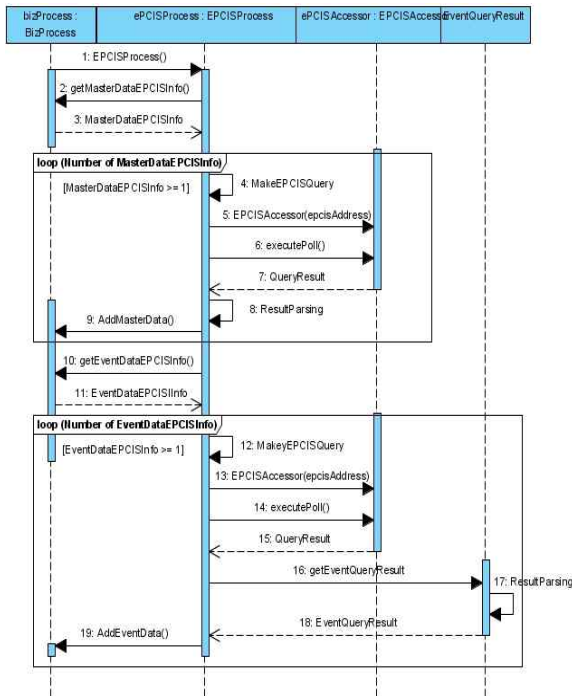 bizProcess :
BizProcess
ePCISProcess : EPCISProcess
ePCISAccessor : EPCISAccessor
EventQueryResult
1: EPCISProcess()
2: getMasterDataEPCISInfo()
3: MasterDataEPCISInfo
loop (Number of MasterDataEPCISInfo)
[MasterDataEPCISInfo >= 1]
4: MakeEPCISQuery
5: EPCISAccessor(epcisAddress)
6: executePoll()
7: QueryResult
8: ResultParsing
9: AddMasterData()
10: getEventDataEPCISInfo()
11: EventDataEPCISIInfo
loop (Number of EventDataEPCISInfo)
[EventDataEPCISInfo >= 1]
12: MakeyEPCISQuery
13: EPCISAccessor(epcisAddress)
14: executePoll()
15: QueryResult
16: getEventQueryResult
17: ResultParsing
18: EventQueryResult
19: AddEventData()